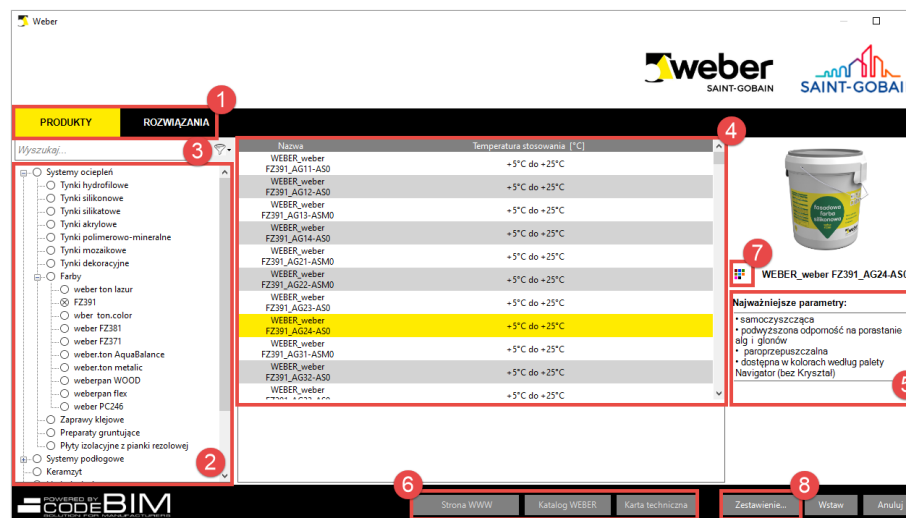 Weber
weber
SAINT-GOBAIN
SAINT-GOBAI
1
PRODUKTY
ROZWIĄZANIA
Wyszukaj...
3
Systemy ociepleń
Tynki hydrofilowe
Tynki silikonowe
Tynki silikatowe
Tynki akrylowe
Tynki polimerowo-mineralne
Tynki mozaikowe
Tynki dekoracyjne
Farby
weber ton lazur
FZ391
wber ton.color
weber FZ381
weber FZ371
weber.ton AquaBalance
weber.ton metalic
weberpan WOOD
weberpan flex
weber PC246
Zaprawy klejowe
Preparaty gruntujące
Płyty izolacyjne z pianki rezolowej
Systemy podłogowe
Keramzyt
2
4
Nazwa Temperatura stosowania [°C]
WEBER_weber
FZ391_AG11-AS0 +5°C do +25°C
WEBER_weber
FZ391_AG12-AS0 +5°C do +25°C
WEBER_weber
FZ391_AG13-ASM0 +5°C do +25°C
WEBER_weber
FZ391_AG14-AS0 +5°C do +25°C
WEBER_weber
FZ391_AG21-ASM0 +5°C do +25°C
WEBER_weber
FZ391_AG22-ASM0 +5°C do +25°C
WEBER_weber
FZ391_AG23-AS0 +5°C do +25°C
WEBER_weber
FZ391_AG24-AS0 +5°C do +25°C
WEBER_weber
FZ391_AG31-ASM0 +5°C do +25°C
WEBER_weber
FZ391_AG32-AS0 +5°C do +25°C
WEBER_weber
+5°C do +25°C
fasadowa
farba
silikonowa
7
WEBER_weber FZ391_AG24-AS0
Najważniejsze parametry:
• samoczyszcząca
• podwyższona odporność na porastanie
alg i glonów
• paroprzepuszczalna
• dostępna w kolorach według palety
Navigator (bez Kryształ)
5
6
8
POWERED BY
CODEBIM
SOLUTION FOR MANUFACTURERS
Strona WWW
Katalog WEBER
Karta techniczna
Zestawienie...
Wstaw
Anuluj